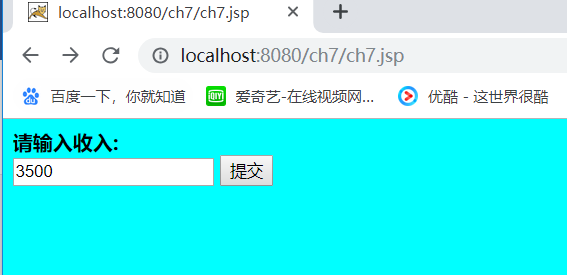 localhost:8080/ch7/ch7.jsp
localhost:8080/ch7/ch7.jsp
百度一下，你就知道 爱奇艺-在线视频网... 优酷 - 这世界很酷
请输入收入:
3500 提交